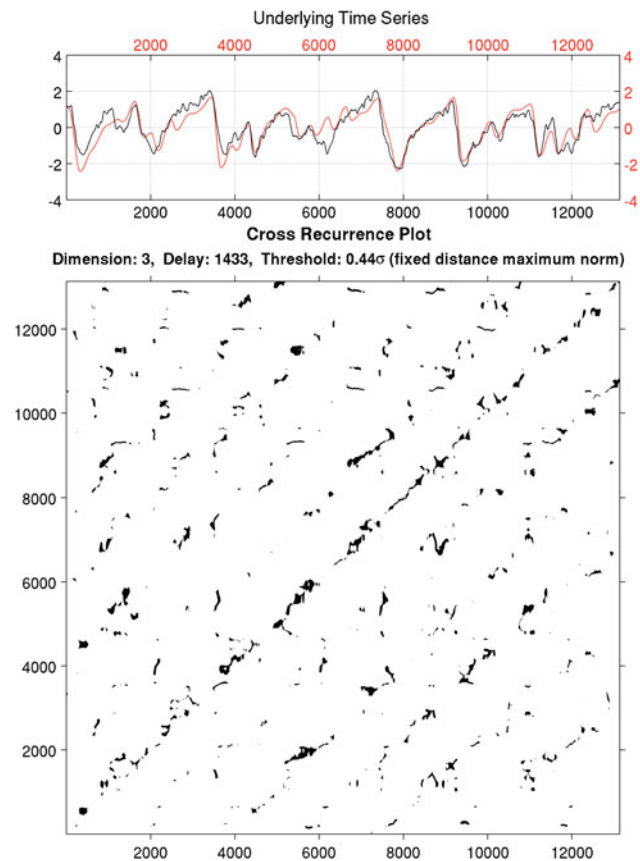 Underlying Time Series
2000 4000 6000 8000 10000 12000
4 4
2 2
0 0
-2 -2
-4 -4
2000 4000 6000 8000 10000 12000
Cross Recurrence Plot
Dimension: 3, Delay: 1433, Threshold: 0.44σ (fixed distance maximum norm)
12000
10000
8000
6000
4000
2000
2000 4000 6000 8000 10000 12000